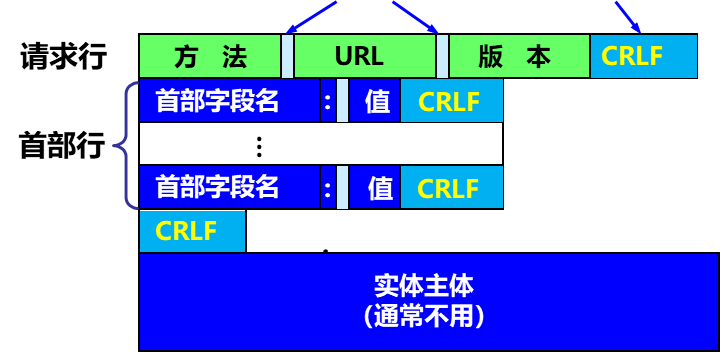 请求行 方 法 URL 版 本 CRLF
首部字段名 : 值 CRLF
首部行 ⋮
首部字段名 : 值 CRLF
CRLF
实体主体
（通常不用）